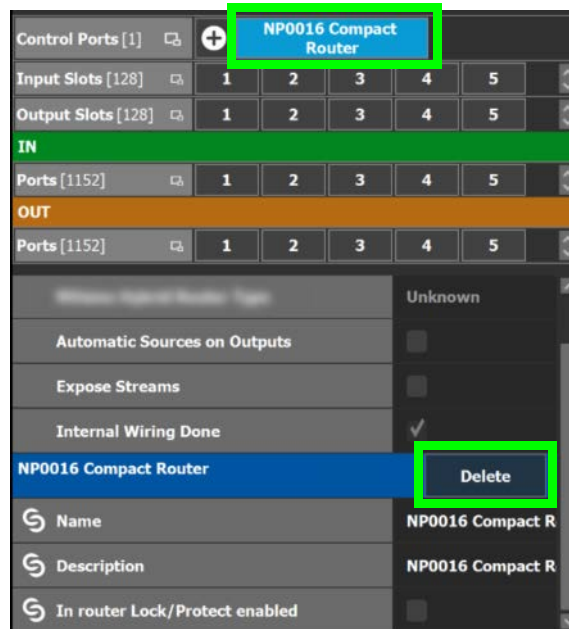 Control Ports [1] NP0016 Compact
Router
Input Slots [128] 1 2 3 4 5
Output Slots [128] 1 2 3 4 5
IN
Ports [1152] 1 2 3 4 5
OUT
Ports [1152] 1 2 3 4 5
Unknown
Automatic Sources on Outputs
Expose Streams
Internal Wiring Done
NP0016 Compact Router Delete
Name NP0016 Compact R
Description NP0016 Compact R
In router Lock/Protect enabled